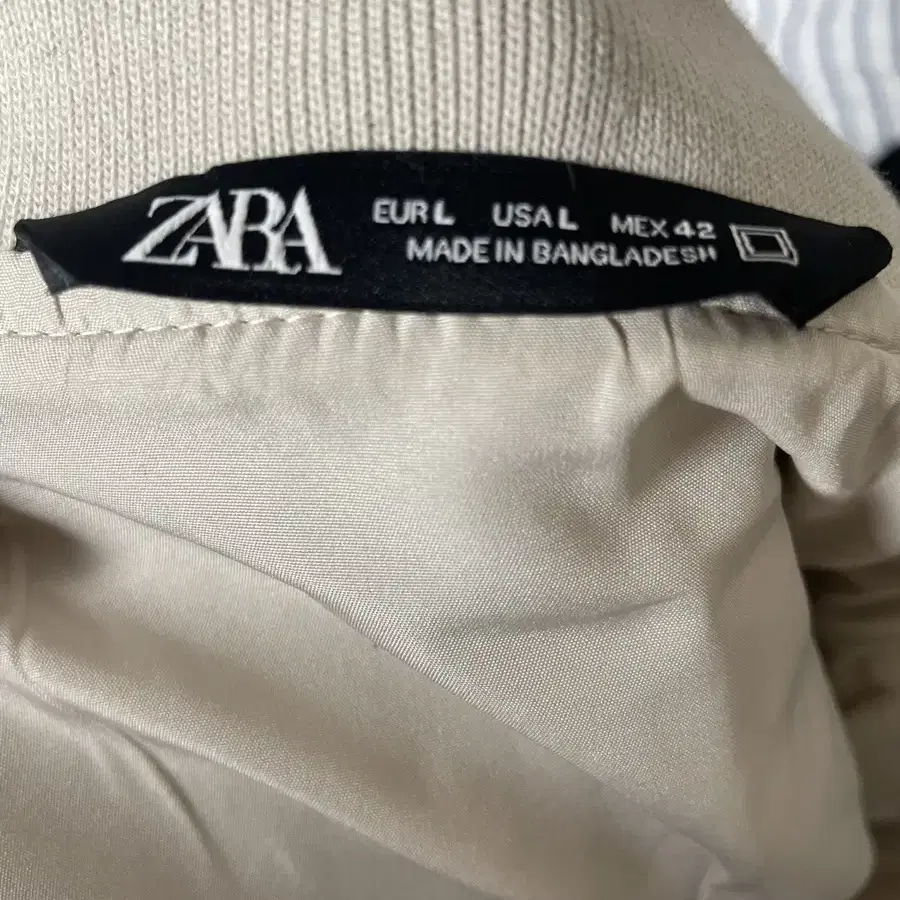 ZARA
EUR L USA L MEX 42
MADE IN BANGLADESH